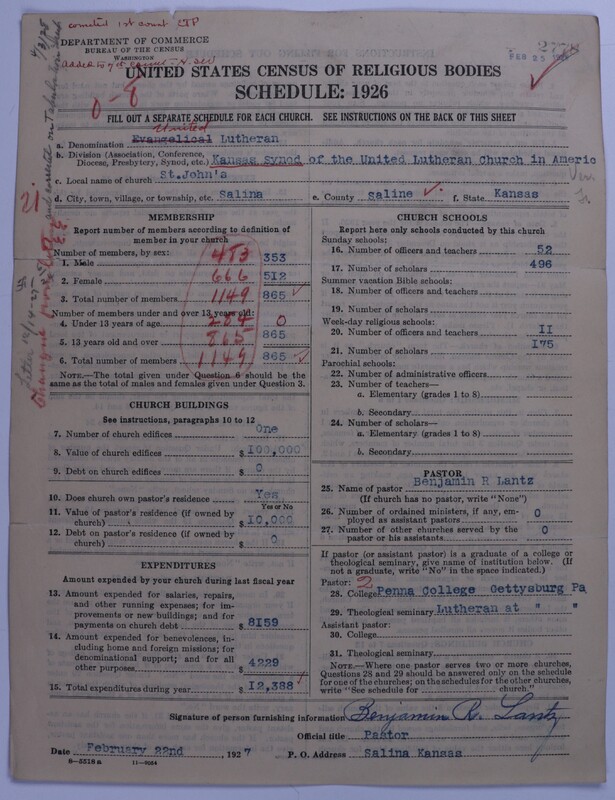 counted 1st count
DEPARTMENT OF COMMERCE
BUREAU OF THE CENSUS
WASHINGTON
FEB 25
UNITED STATES CENSUS OF RELIGIOUS BODIES
SCHEDULE: 1926
0-8
FILL OUT A SEPARATE SCHEDULE FOR EACH CHURCH. SEE INSTRUCTIONS ON THE BACK OF THIS SHEET
United
a. Denomination Evangelical Lutheran
b. Division (Association, Conference, Diocese, Presbytery, Synod, etc.) Kansas Synod of the United Lutheran Church in Americ
c. Local name of church St.John's
d. City, town, village, or township, etc. Salina e. County saline f. State Kansas
MEMBERSHIP
Report number of members according to definition of
member in your church
Number of members, by sex:
1. Male 483 353
2. Female 666 512
3. Total number of members 1149 865
Number of members under and over 13 years old:
4. Under 13 years of age 284 0
5. 13 years old and over 865 865
6. Total number of members 1149 865
NOTE.—The total given under Question 6 should be
same as the total of males and females given under Question 3.
CHURCH BUILDINGS
See instructions, paragraphs 10 to 12
7. Number of church edifices One
8. Value of church edifices $ 100,000
9. Debt on church edifices $ 0
10. Does church own pastor's residence Yes
Yes or No
11. Value of pastor's residence (if owned by
church) $ 10,000
12. Debt on pastor's residence (if owned by
church) $ 0
EXPENDITURES
Amount expended by your church during last fiscal year
13. Amount expended for salaries, repairs,
and other running expenses; for im-
provements or new buildings; and for
payments on church debt $ 8159
14. Amount expended for benevolences, in-
cluding home and foreign missions; for
denominational support; and for all
other purposes $ 4229
15. Total expenditures during year $ 12,388
CHURCH SCHOOLS
Report here only schools conducted by this church
Sunday schools:
16. Number of officers and teachers 52
17. Number of scholars 496
Summer vacation Bible schools:
18. Number of officers and teachers
19. Number of scholars
Week-day religious schools:
20. Number of officers and teachers 11
21. Number of scholars 175
Parochial schools:
22. Number of administrative officers
23. Number of teachers—
a. Elementary (grades 1 to 8)
b. Secondary
24. Number of scholars—
a. Elementary (grades 1 to 8)
b. Secondary
PASTOR
25. Name of pastor Benjamin R Lantz
(If church has no pastor, write "None")
26. Number of ordained ministers, if any, em-
ployed as assistant pastors 0
27. Number of other churches served by the
pastor or his assistants 0
If pastor (or assistant pastor) is a graduate of a college or
theological seminary, give name of institution below. (If
not a graduate, write "No" in the space indicated.)
Pastor: 2
28. College Penna College Gettysburg Pa
29. Theological seminary Lutheran at " "
Assistant pastor:
30. College
31. Theological seminary
NOTE.—Where one pastor serves two or more churches,
Questions 28 and 29 should be answered only on the schedule
for one of the churches; on the schedules for the other churches,
write "See schedule for church."
Signature of person furnishing information Benjamin R. Lantz
Official title Pastor
Date February 22nd, 1927 P. O. Address Salina Kansas
8—5518a 11—9024